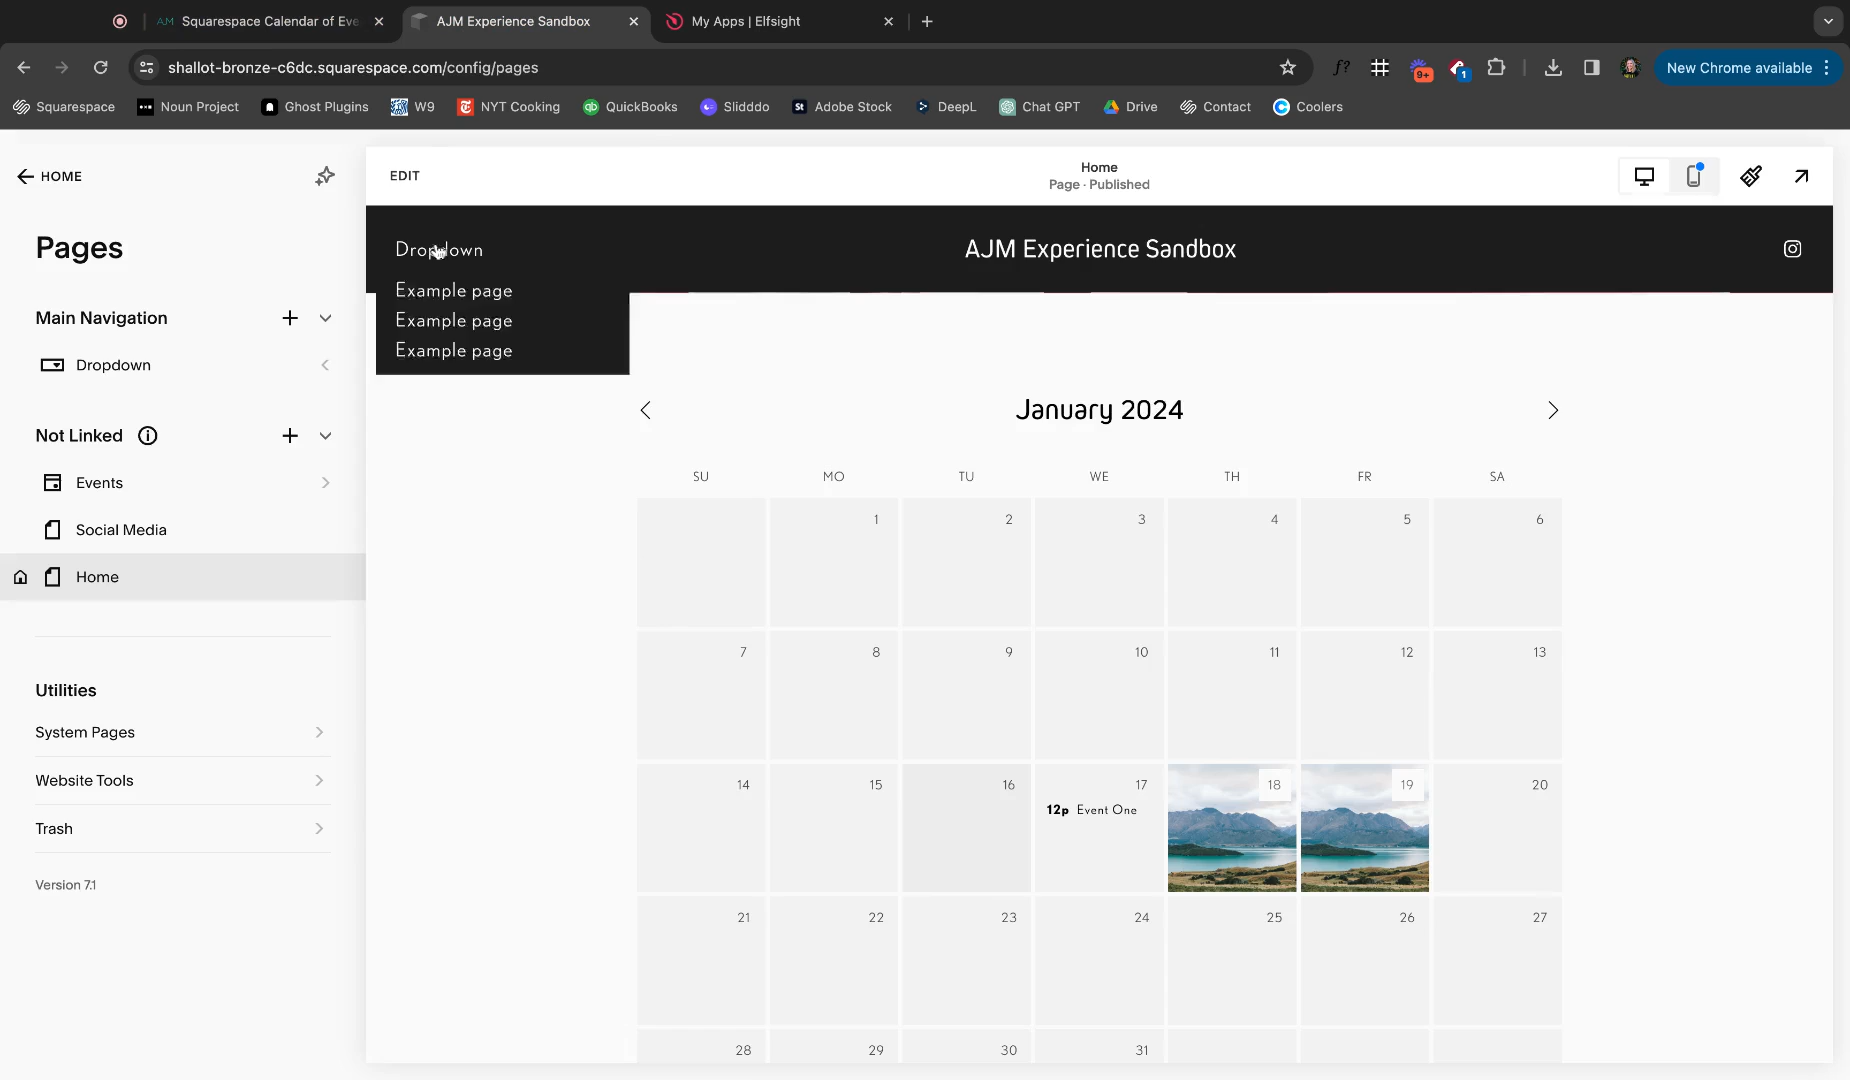 Squarespace Calendar of Eve
AJM Experience Sandbox
My Apps | Elfsight
shallot-bronze-c6dc.squarespace.com/config/pages
f?
9+
1
New Chrome available
Squarespace
Noun Project
Ghost Plugins
W9
NYT Cooking
QuickBooks
Slidddo
St Adobe Stock
DeepL
Chat GPT
Drive
Contact
Coolers
HOME
EDIT
Home
Page · Published
Pages
Dropdown
AJM Experience Sandbox
Example page
Example page
Example page
Main Navigation
Dropdown
Not Linked
Events
Social Media
Home
Utilities
System Pages
Website Tools
Trash
Version 7.1
January 2024
SU MO TU WE TH FR SA
1 2 3 4 5 6
7 8 9 10 11 12 13
14 15 16 17 18 19 20
12p Event One
21 22 23 24 25 26 27
28 29 30 31